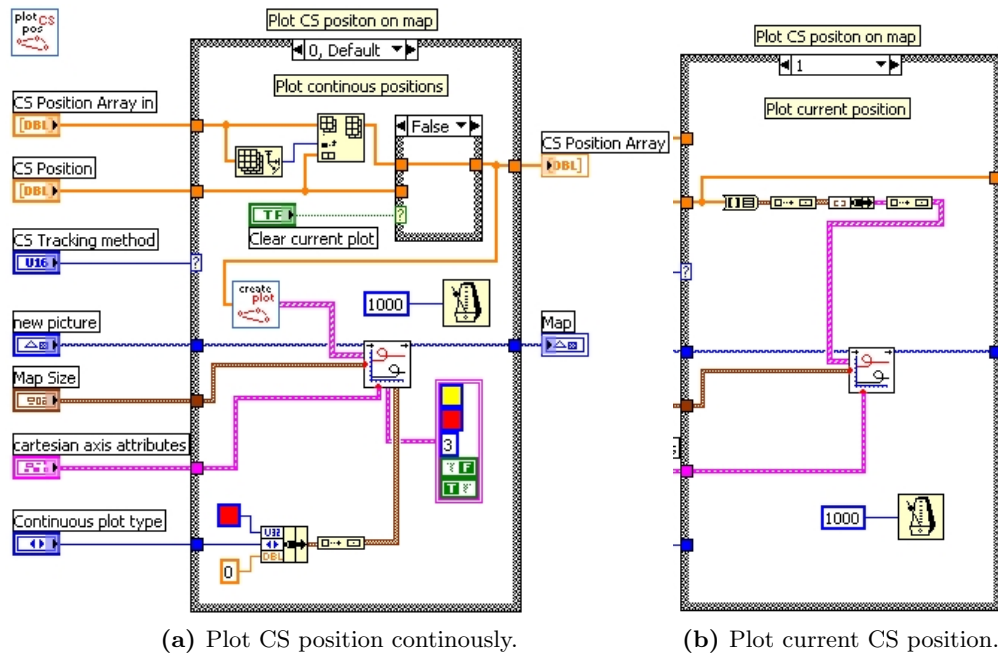 plot CS
pos
Plot CS positon on map
0, Default
Plot continous positions
CS Position Array in
[DBL]
False
CS Position Array
DBL]
CS Position
[DBL]
TF
?
Clear current plot
CS Tracking method
U16
?
create
plot
1000
new picture
Map
Map Size
cartesian axis attributes
3
F
T
Continuous plot type
U32
DBL
0
(a) Plot CS position continously.
Plot CS positon on map
1
Plot current position
?
1000
(b) Plot current CS position.